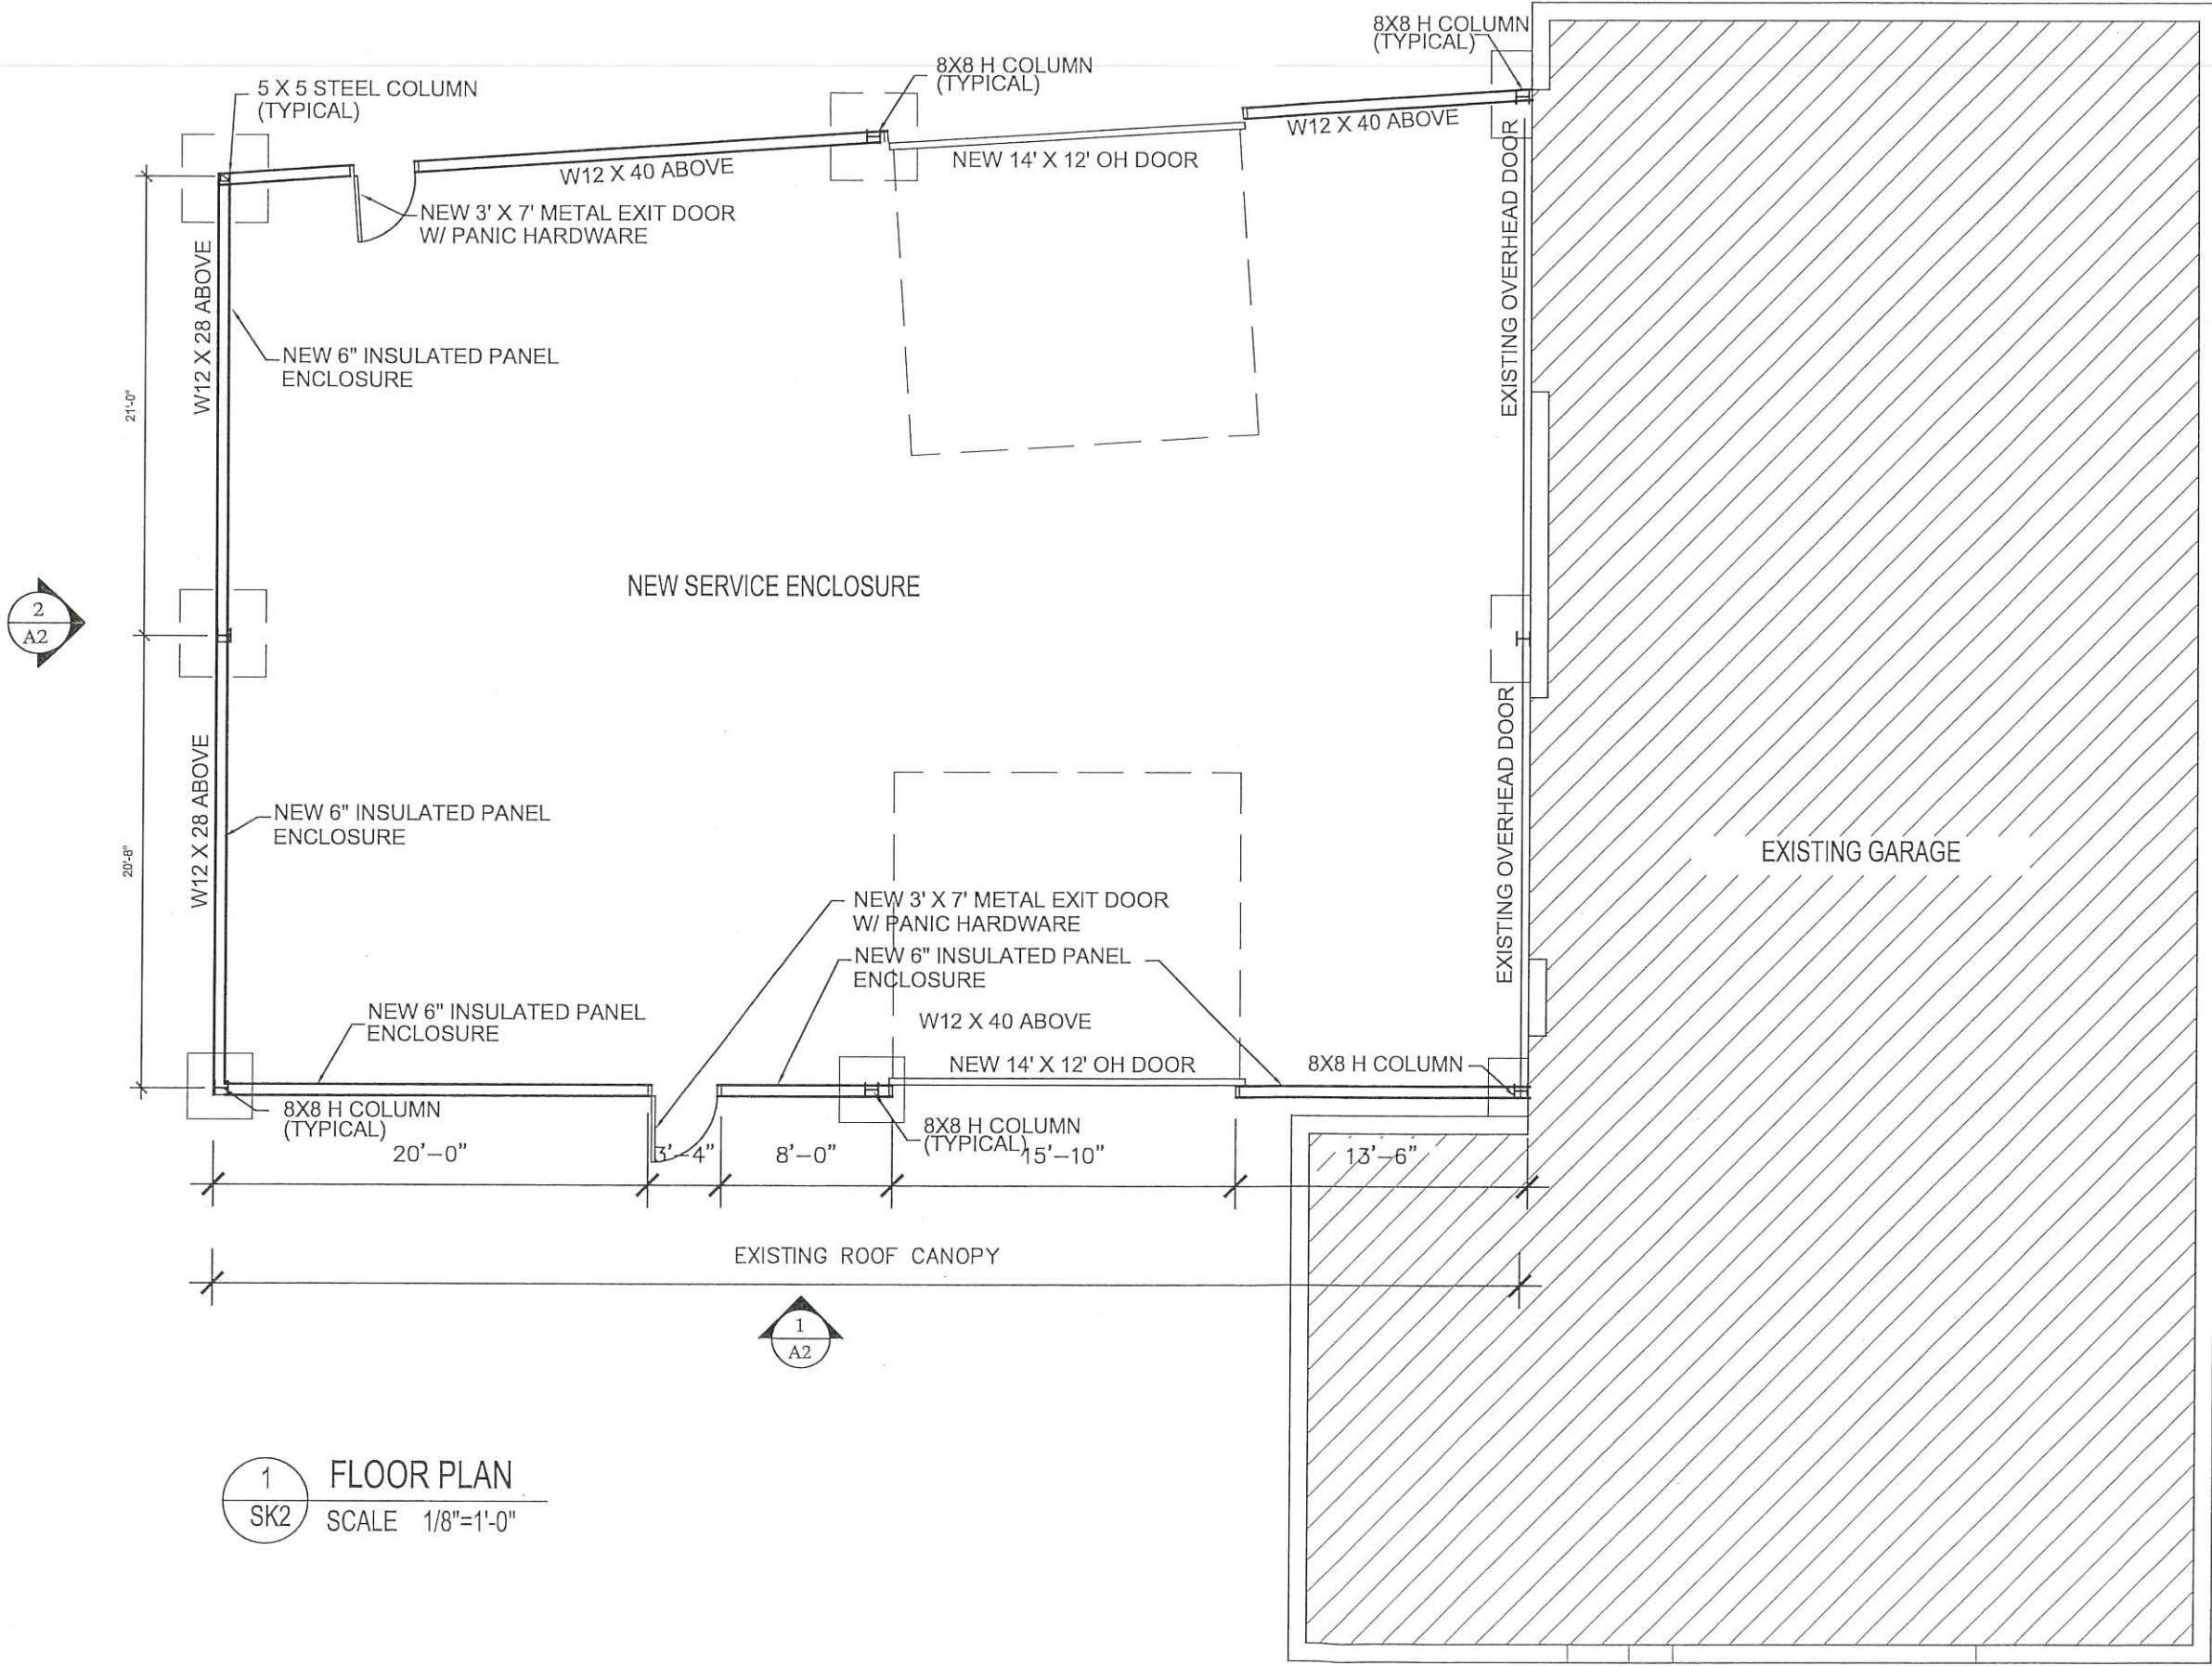 8X8 H COLUMN
(TYPICAL)
8X8 H COLUMN
(TYPICAL)
5 X 5 STEEL COLUMN
(TYPICAL)
W12 X 40 ABOVE
NEW 14' X 12' OH DOOR
W12 X 40 ABOVE
NEW 3' X 7' METAL EXIT DOOR
W/ PANIC HARDWARE
EXISTING OVERHEAD DOOR
W12 X 28 ABOVE
NEW 6" INSULATED PANEL
ENCLOSURE
21'-0"
NEW SERVICE ENCLOSURE
2
A2
EXISTING OVERHEAD DOOR
W12 X 28 ABOVE
NEW 6" INSULATED PANEL
ENCLOSURE
20'-8"
EXISTING GARAGE
NEW 3' X 7' METAL EXIT DOOR
W/ PANIC HARDWARE
NEW 6" INSULATED PANEL
ENCLOSURE
NEW 6" INSULATED PANEL
ENCLOSURE
W12 X 40 ABOVE
NEW 14' X 12' OH DOOR
8X8 H COLUMN
8X8 H COLUMN
(TYPICAL)
8X8 H COLUMN
(TYPICAL)
20'-0"
3'-4"
8'-0"
15'-10"
13'-6"
EXISTING ROOF CANOPY
1
A2
1
SK2
FLOOR PLAN
SCALE 1/8"=1'-0"